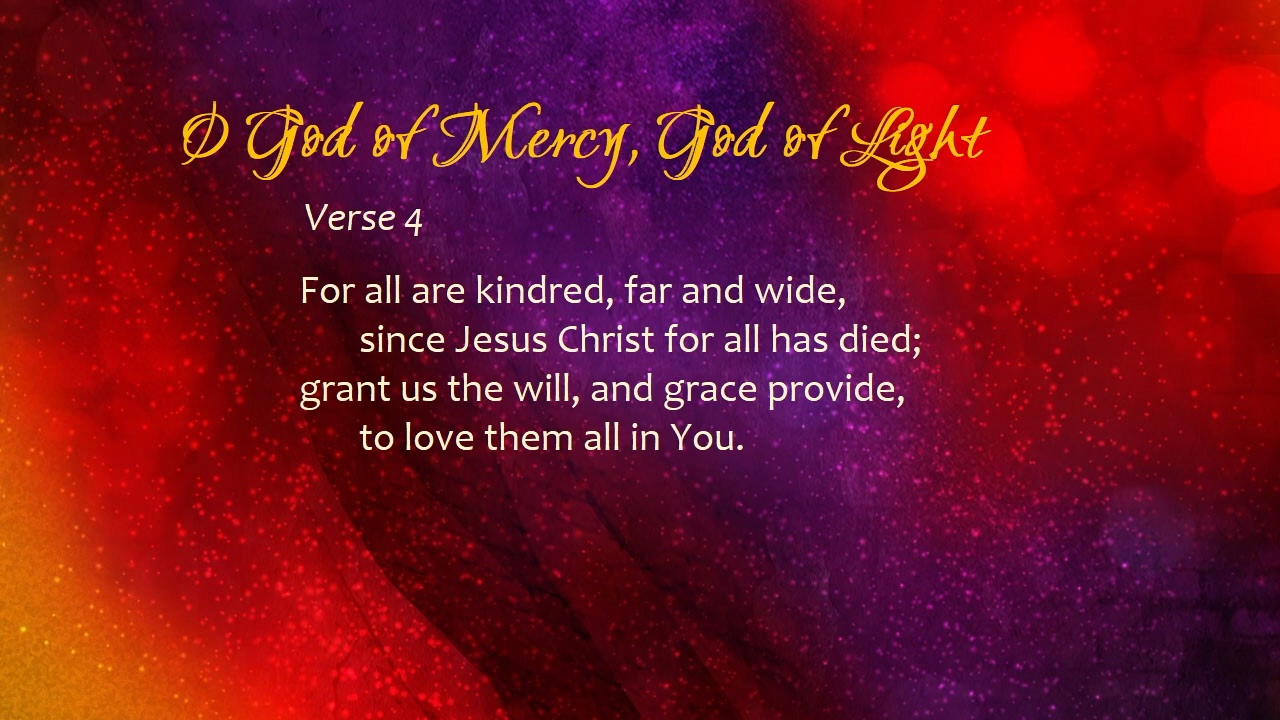 O God of Mercy, God of Light
Verse 4
For all are kindred, far and wide,
since Jesus Christ for all has died;
grant us the will, and grace provide,
to love them all in You.